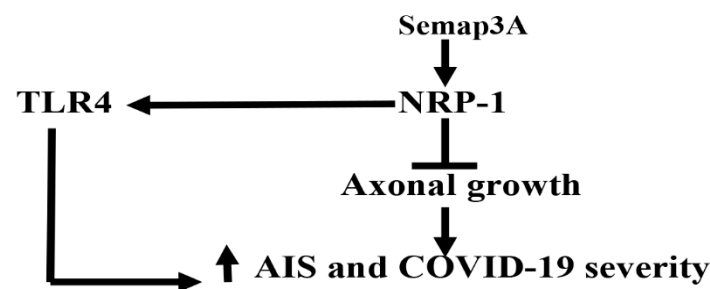 Semap3A
TLR4
NRP-1
Axonal growth
AIS and COVID-19 severity